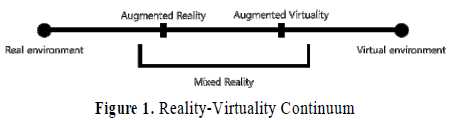 Augmented Reality Augmented Virtuality
Real environment Virtual environment
Mixed Reality
Figure 1. Reality-Virtuality Continuum